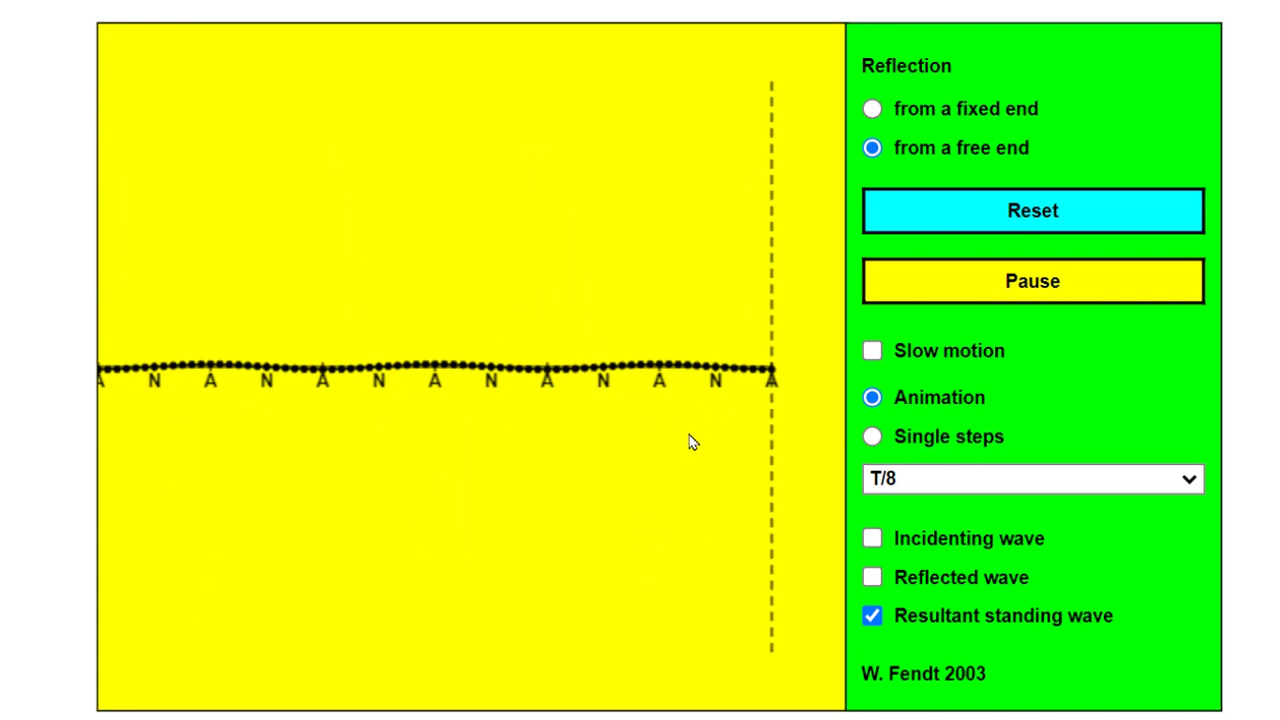 A N A N A N A N A N A N A
Reflection
from a fixed end
from a free end
Reset
Pause
Slow motion
Animation
Single steps
T/8
Incidenting wave
Reflected wave
Resultant standing wave
W. Fendt 2003